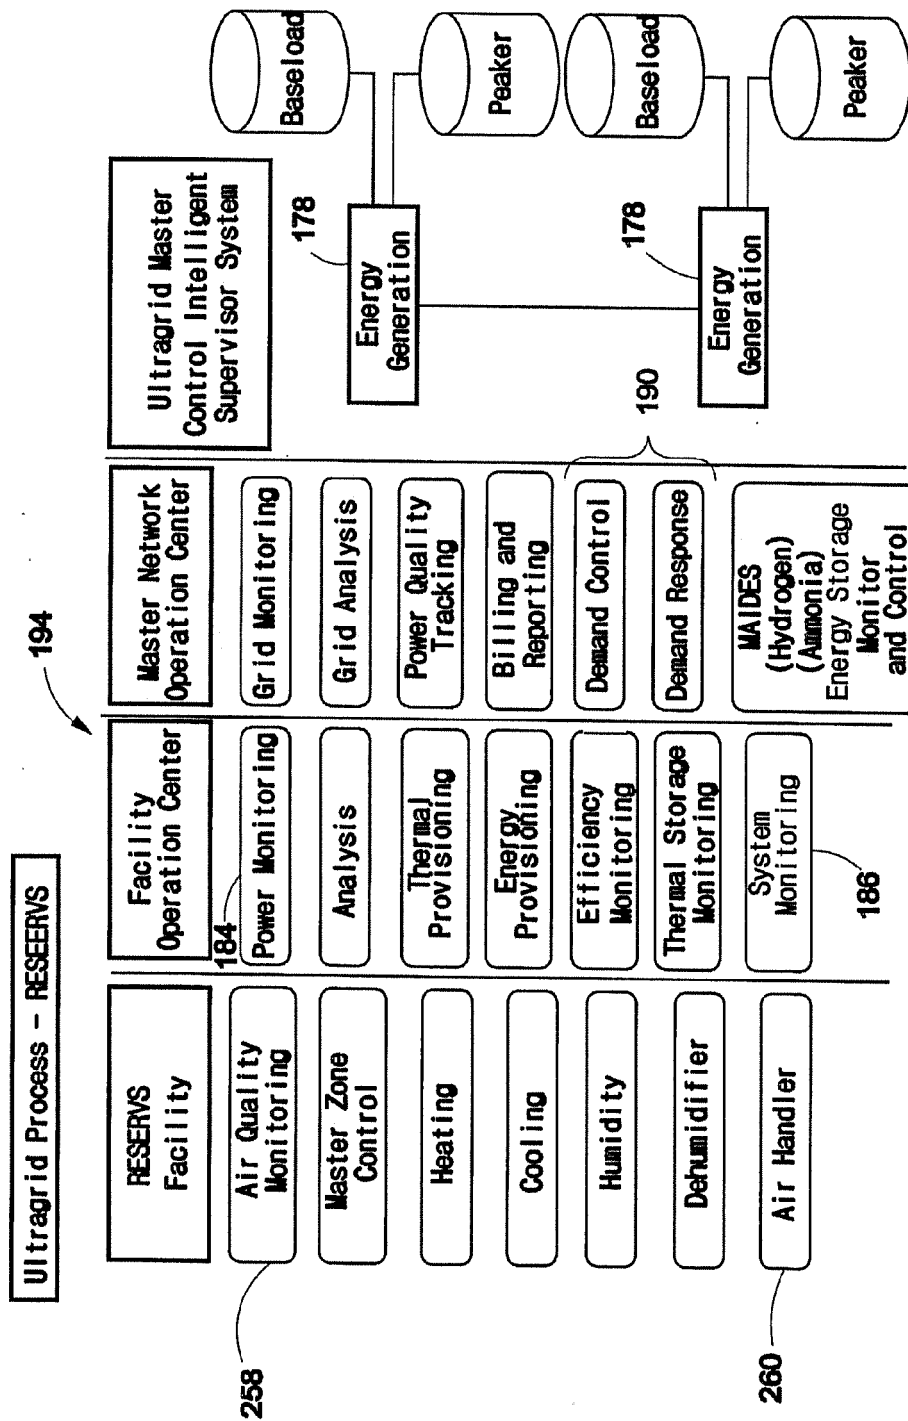 Ultragrid Process - RESEERVS
194
RESERVS
Facility
Air Quality
Monitoring
Master Zone
Control
Heating
Cooling
Humidity
Dehumidifier
Air Handler
258
260
Facility
Operation Center
184
Power Monitoring
Analysis
Thermal
Provisioning
Energy
Provisioning
Efficiency
Monitoring
Thermal Storage
Monitoring
System
Monitoring
186
Master Network
Operation Center
Grid Monitoring
Grid Analysis
Power Quality
Tracking
Billing and
Reporting
Demand Control
Demand Response
190
MAIDES
(Hydrogen)
(Ammonia)
Energy Storage
Monitor
and Control
Ultragrid Master
Control Intelligent
Supervisor System
178
Energy
Generation
Baseload
Peaker
178
Energy
Generation
Baseload
Peaker